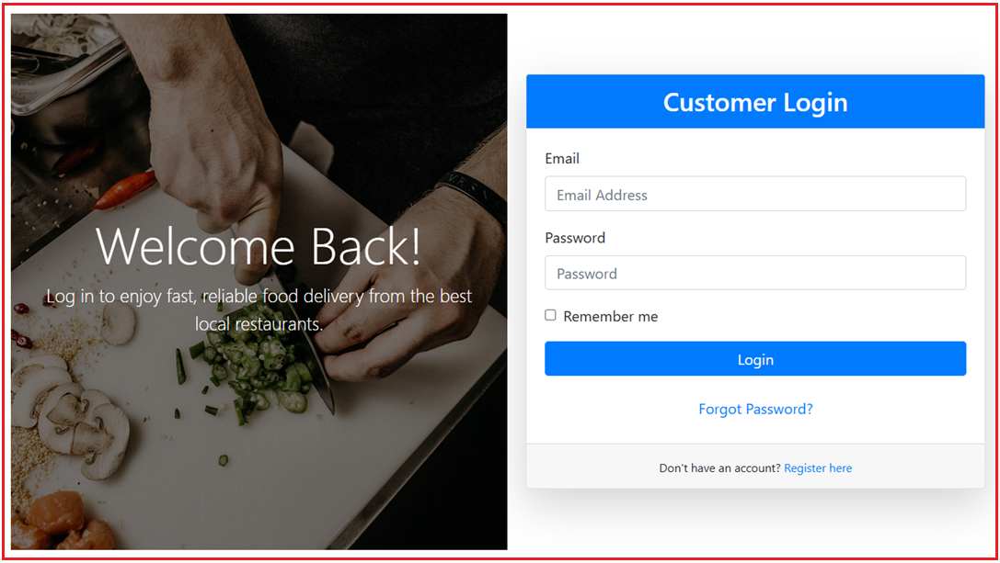 Welcome Back!
Log in to enjoy fast, reliable food delivery from the best
local restaurants.
Customer Login
Email
Email Address
Password
Password
Remember me
Login
Forgot Password?
Don't have an account? Register here